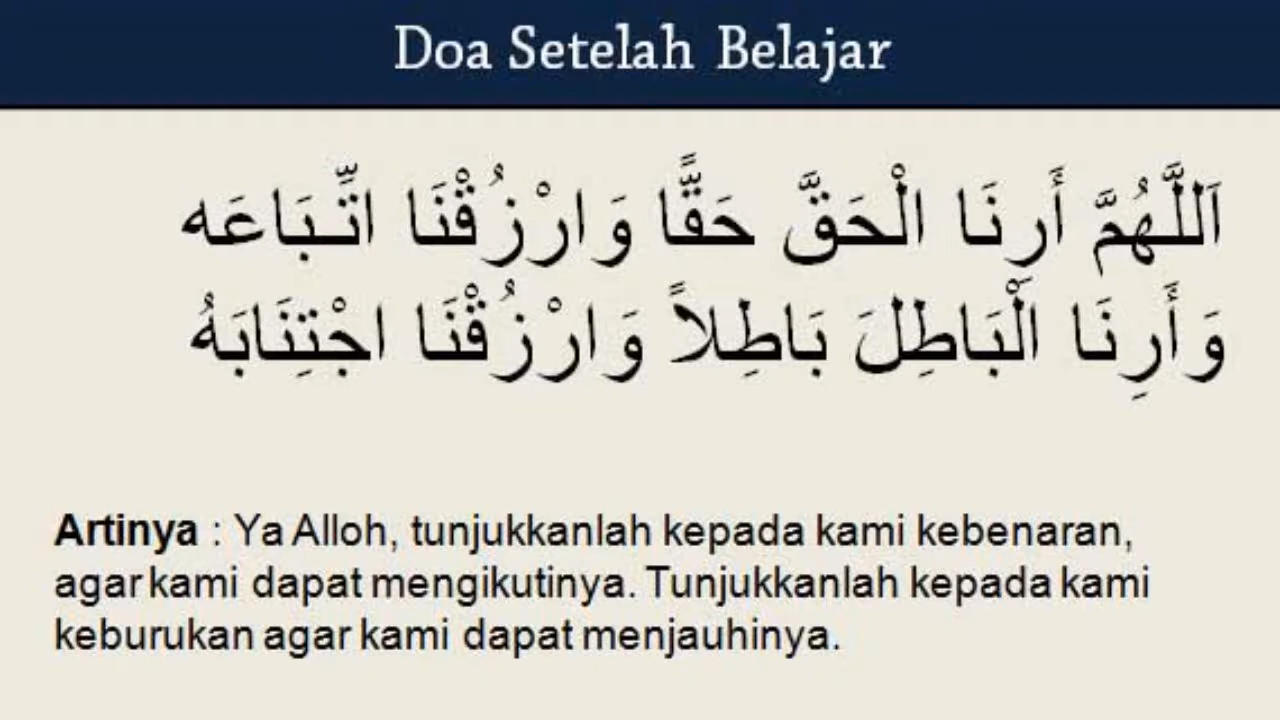 Doa Setelah Belajar
اَللَّهُمَّ أَرِنَا الْحَقَّ حَقًّا وَارْزُقْنَا اتِّـبَاعَه
وَأَرِنَا الْبَاطِلَ بَاطِلاً وَارْزُقْنَا اجْتِنَابَهُ
Artinya : Ya Alloh, tunjukkanlah kepada kami kebenaran,
agar kami dapat mengikutinya. Tunjukkanlah kepada kami
keburukan agar kami dapat menjauhinya.